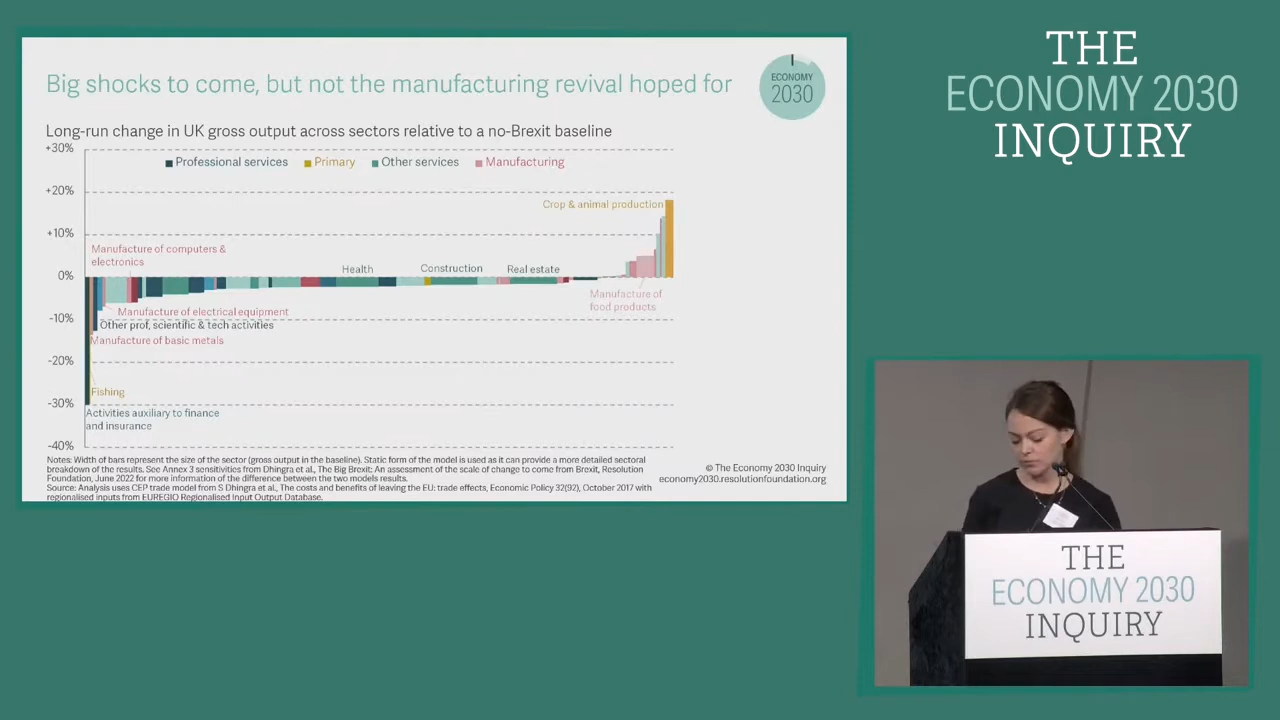 Big shocks to come, but not the manufacturing revival hoped for
ECONOMY
2030
Long-run change in UK gross output across sectors relative to a no-Brexit baseline
+30%
Professional services
Primary
Other services
Manufacturing
+20%
Crop & animal production
+10%
Manufacture of computers &
electronics
0%
Health
Construction
Real estate
Manufacture of
food products
Manufacture of electrical equipment
-10%
Other prof, scientific & tech activities
Manufacture of basic metals
-20%
Fishing
-30%
Activities auxiliary to finance
and insurance
-40%
Notes: Width of bars represent the size of the sector (gross output in the baseline). Static form of the model is used as it can provide a more detailed sectoral
breakdown of the results. See Annex 3 sensitivities from Dhingra et al., The Big Brexit: An assessment of the scale of change to come from Brexit, Resolution
Foundation, June 2022 for more information of the difference between the two models results.
Source: Analysis uses CEP trade model from S Dhingra et al., The costs and benefits of leaving the EU: trade effects, Economic Policy 32(92), October 2017 with
regionalised inputs from EUREGIO Regionalised Input Output Database.
© The Economy 2030 Inquiry
economy2030.resolutionfoundation.org
THE
ECONOMY 2030
INQUIRY
THE
ECONOMY 2030
INQUIRY